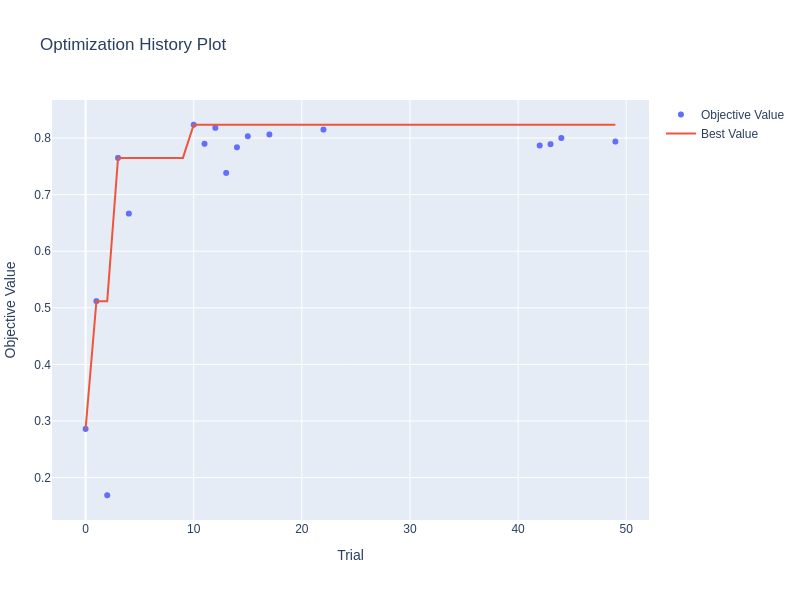 Optimization History Plot
Objective Value
Best Value
0.8
0.7
0.6
0.5
0.4
0.3
0.2
Objective Value
0 10 20 30 40 50
Trial